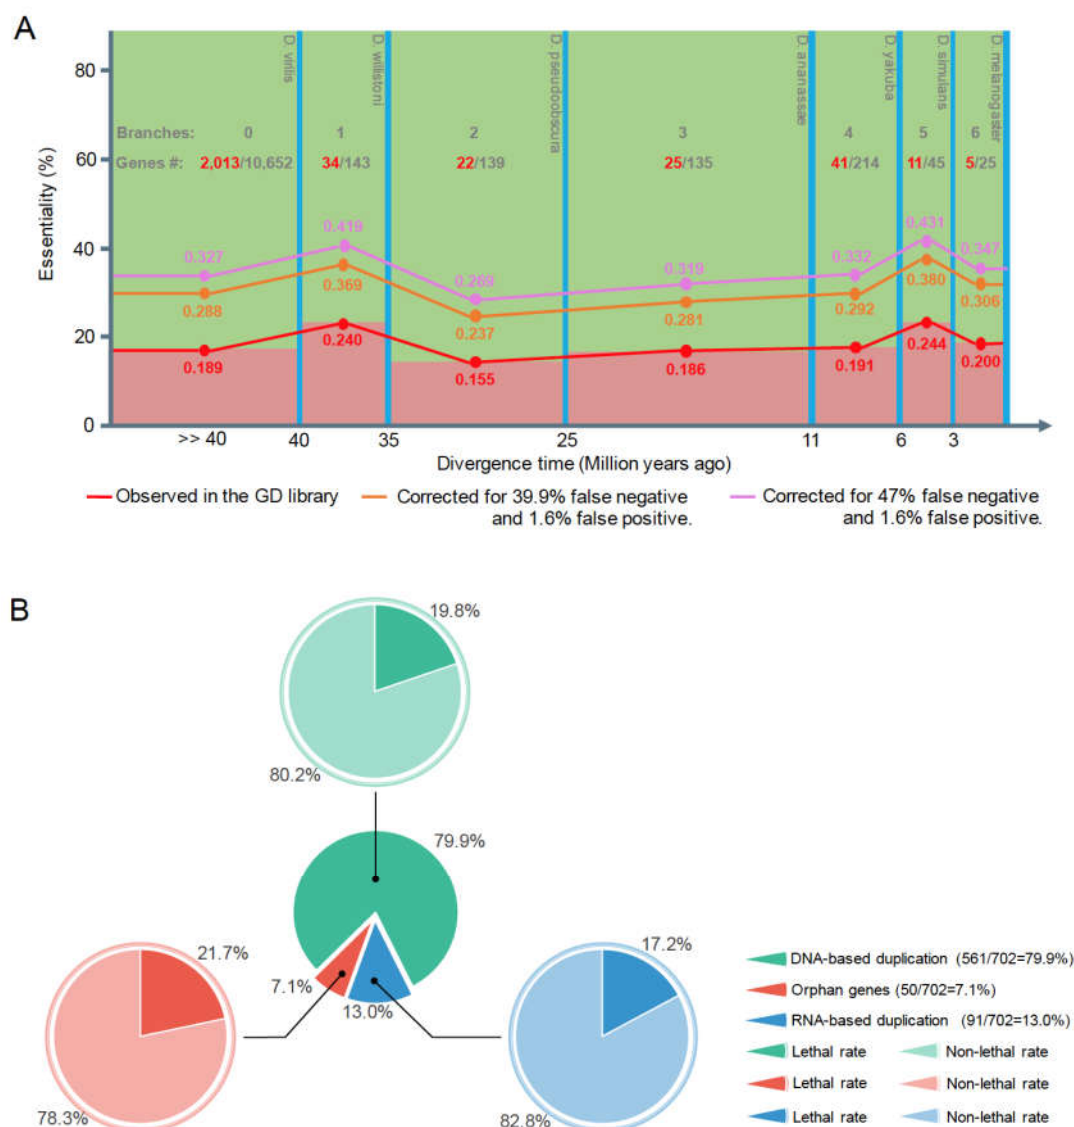 A
D. virilis
D. willistoni
D. pseudoobscura
D. ananassae
D. yakuba
D. simulans
D. melanogaster
Essentiality (%)
80
60
40
20
0
Branches: 0 1 2 3 4 5 6
Genes #: 2,013/10,652 34/143 22/139 25/135 41/214 11/45 5/25
0.327 0.419 0.269 0.319 0.332 0.431 0.347
0.288 0.369 0.237 0.281 0.292 0.380 0.306
0.189 0.240 0.155 0.186 0.191 0.244 0.200
>> 40 40 35 25 11 6 3
Divergence time (Million years ago)
Observed in the GD library
Corrected for 39.9% false negative
and 1.6% false positive.
Corrected for 47% false negative
and 1.6% false positive.
B
19.8%
80.2%
79.9%
7.1%
13.0%
21.7%
78.3%
17.2%
82.8%
DNA-based duplication (561/702=79.9%)
Orphan genes (50/702=7.1%)
RNA-based duplication (91/702=13.0%)
Lethal rate Non-lethal rate
Lethal rate Non-lethal rate
Lethal rate Non-lethal rate